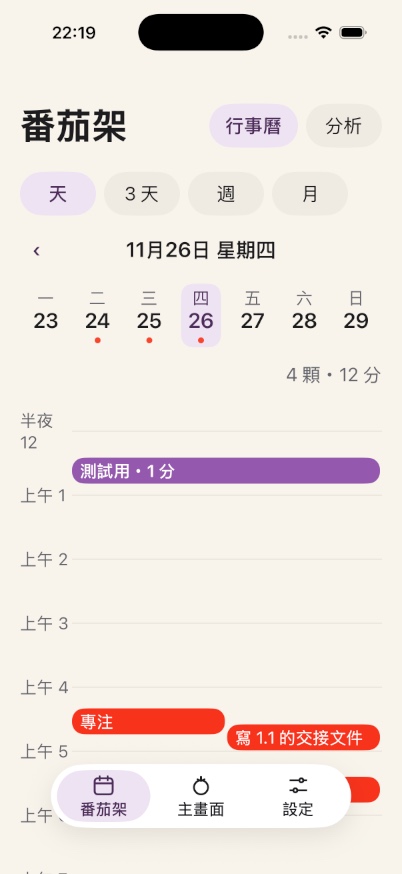 22:19
番茄架
行事曆
分析
天
3 天
週
月
‹
11月26日 星期四
一
二
三
四
五
六
日
23
24
25
26
27
28
29
4 顆・12 分
半夜
12
測試用・1 分
上午 1
上午 2
上午 3
上午 4
專注
寫 1.1 的交接文件
上午 5
上午
番茄架
主畫面
設定